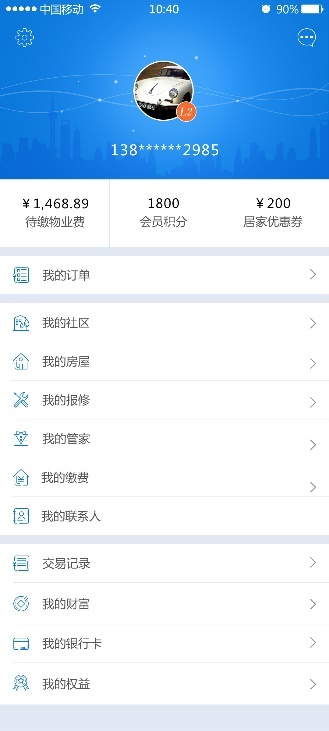 中国移动 10:40 90%
L2
138******2985
￥1,468.89 1800 ￥200
待缴物业费 会员积分 居家优惠券
我的订单
我的社区
我的房屋
我的报修
我的管家
我的缴费
我的联系人
交易记录
我的财富
我的银行卡
我的权益